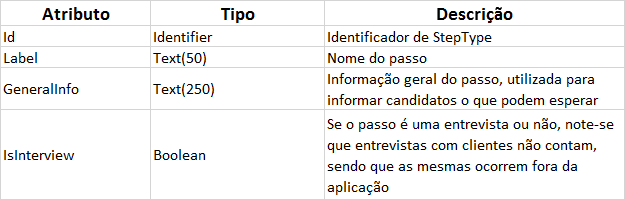 Atributo Tipo Descrição
Id Identifier Identificador de StepType
Label Text(50) Nome do passo
GeneralInfo Text(250) Informação geral do passo, utilizada para
informar candidatos o que podem esperar
IsInterview Boolean Se o passo é uma entrevista ou não, note-se
que entrevistas com clientes não contam,
sendo que as mesmas ocorrem fora da
aplicação